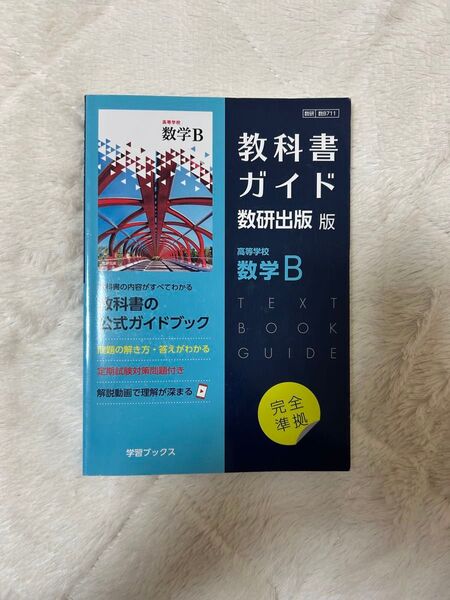 高等学校
数学B
教科書の内容がすべてわかる
教科書の
公式ガイドブック
問題の解き方・答えがわかる
定期試験対策問題付き
解説動画で理解が深まる
学習ブックス
数研 数B711
教科書
ガイド
数研出版 版
高等学校
数学B
TEXT
BOOK
GUIDE
完全
準拠